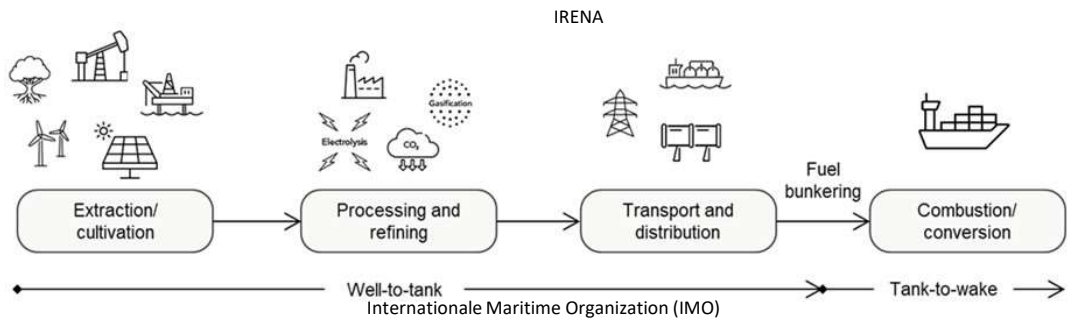 IRENA
Gasification
Electrolysis
CO₂
Fuel
bunkering
Extraction/
cultivation
Processing and
refining
Transport and
distribution
Combustion/
conversion
Well-to-tank
Tank-to-wake
Internationale Maritime Organization (IMO)